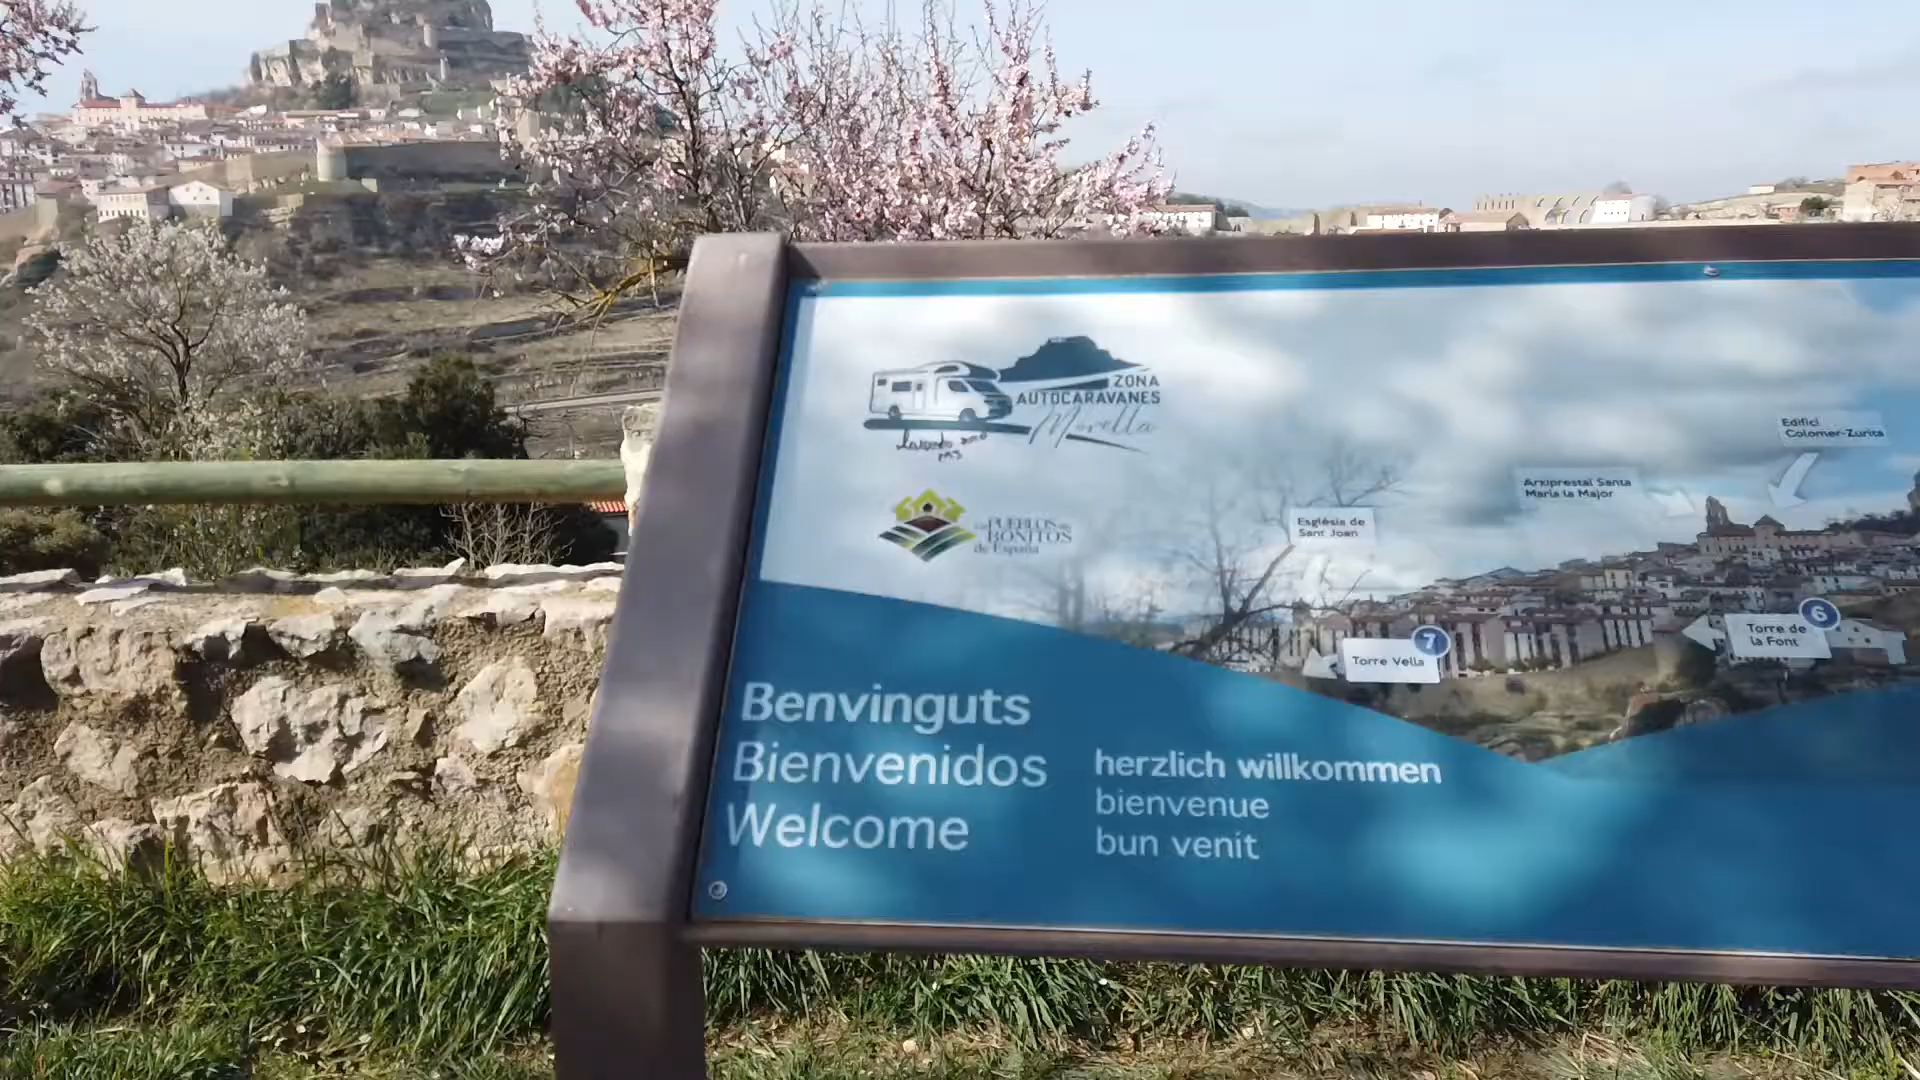 ZONA
AUTOCARAVANES
Morella
LOS PUEBLOS MÁS
BONITOS
de España
Edifici
Colomer-Zurita
Arxiprestal Santa
Maria la Major
Església de
Sant Joan
6
Torre de
la Font
7
Torre Vella
Benvinguts
Bienvenidos
Welcome
herzlich willkommen
bienvenue
bun venit